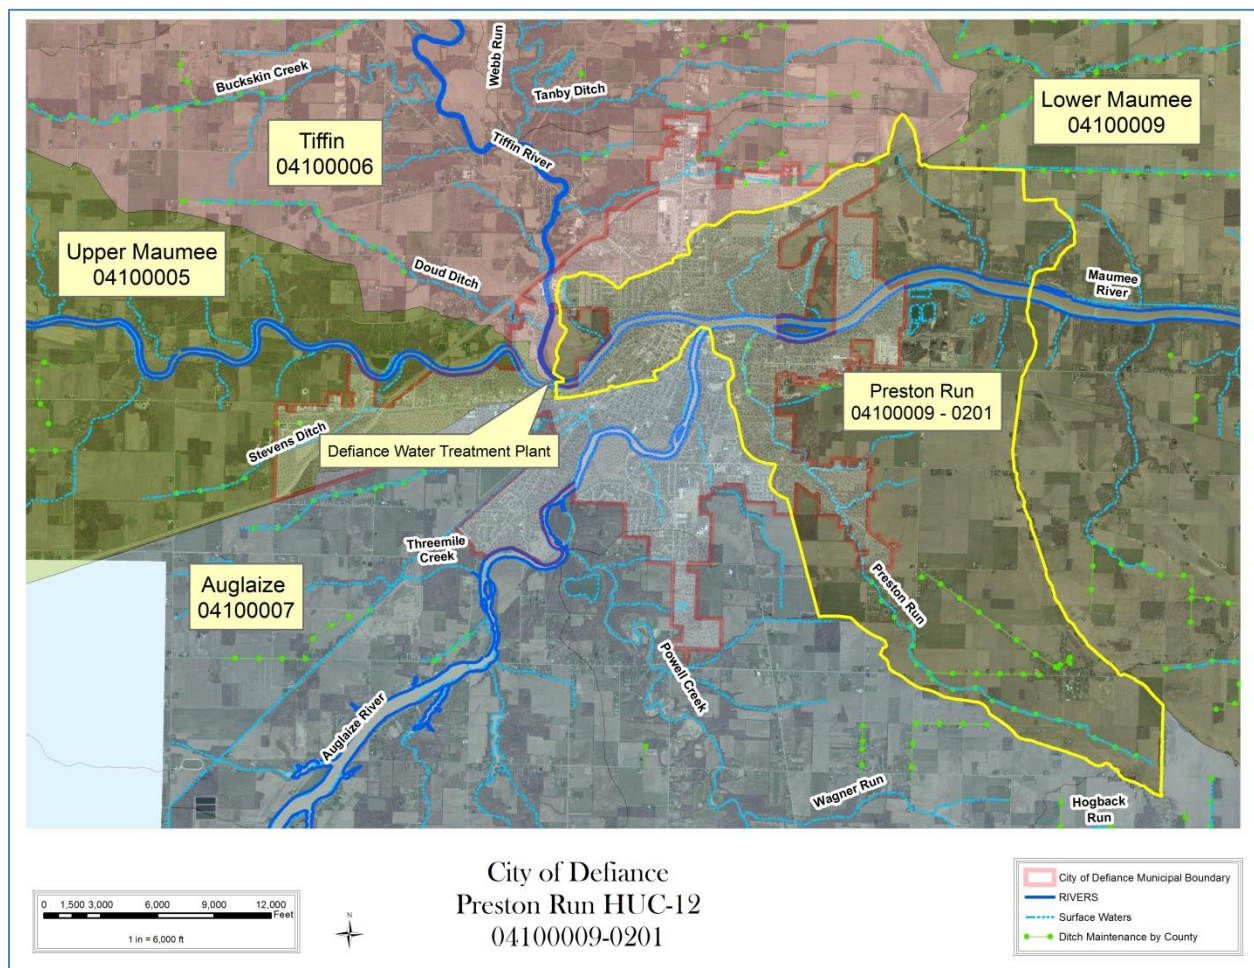 Buckskin Creek
Webb Run
Tanby Ditch
Lower Maumee
04100009
Tiffin
04100006
Tiffin River
Upper Maumee
04100005
Doud Ditch
Maumee
River
Preston Run
04100009 - 0201
Stevens Ditch
Defiance Water Treatment Plant
Threemile
Creek
Auglaize
04100007
Preston Run
Powell Creek
Auglaize River
Wagner Run
Hogback
Run
City of Defiance
Preston Run HUC-12
04100009-0201
0 1,500 3,000 6,000 9,000 12,000
Feet
1 in = 6,000 ft
N
City of Defiance Municipal Boundary
RIVERS
Surface Waters
Ditch Maintenance by County